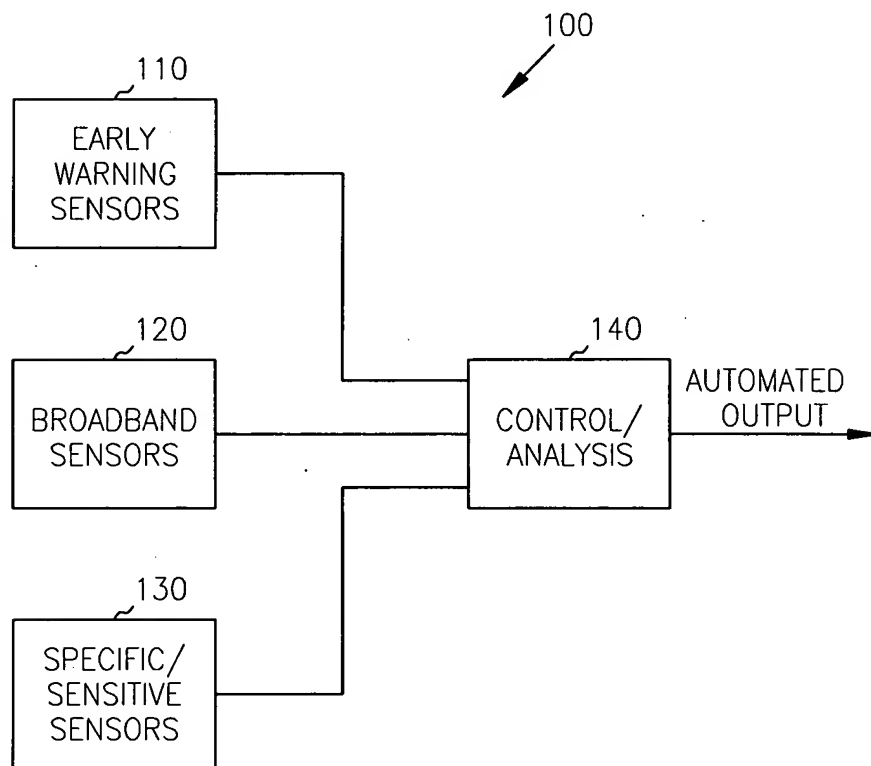 100
110
EARLY
WARNING
SENSORS
120
BROADBAND
SENSORS
140
CONTROL/
ANALYSIS
AUTOMATED
OUTPUT
130
SPECIFIC/
SENSITIVE
SENSORS